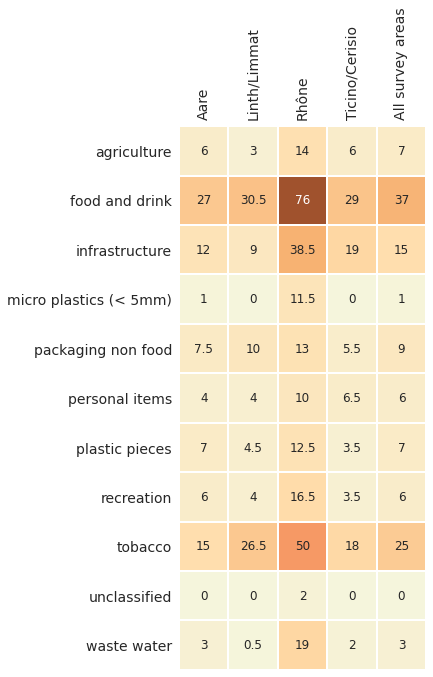 Aare Linth/Limmat Rhône Ticino/Cerisio All survey areas
agriculture 6 3 14 6 7
food and drink 27 30.5 76 29 37
infrastructure 12 9 38.5 19 15
micro plastics (< 5mm) 1 0 11.5 0 1
packaging non food 7.5 10 13 5.5 9
personal items 4 4 10 6.5 6
plastic pieces 7 4.5 12.5 3.5 7
recreation 6 4 16.5 3.5 6
tobacco 15 26.5 50 18 25
unclassified 0 0 2 0 0
waste water 3 0.5 19 2 3